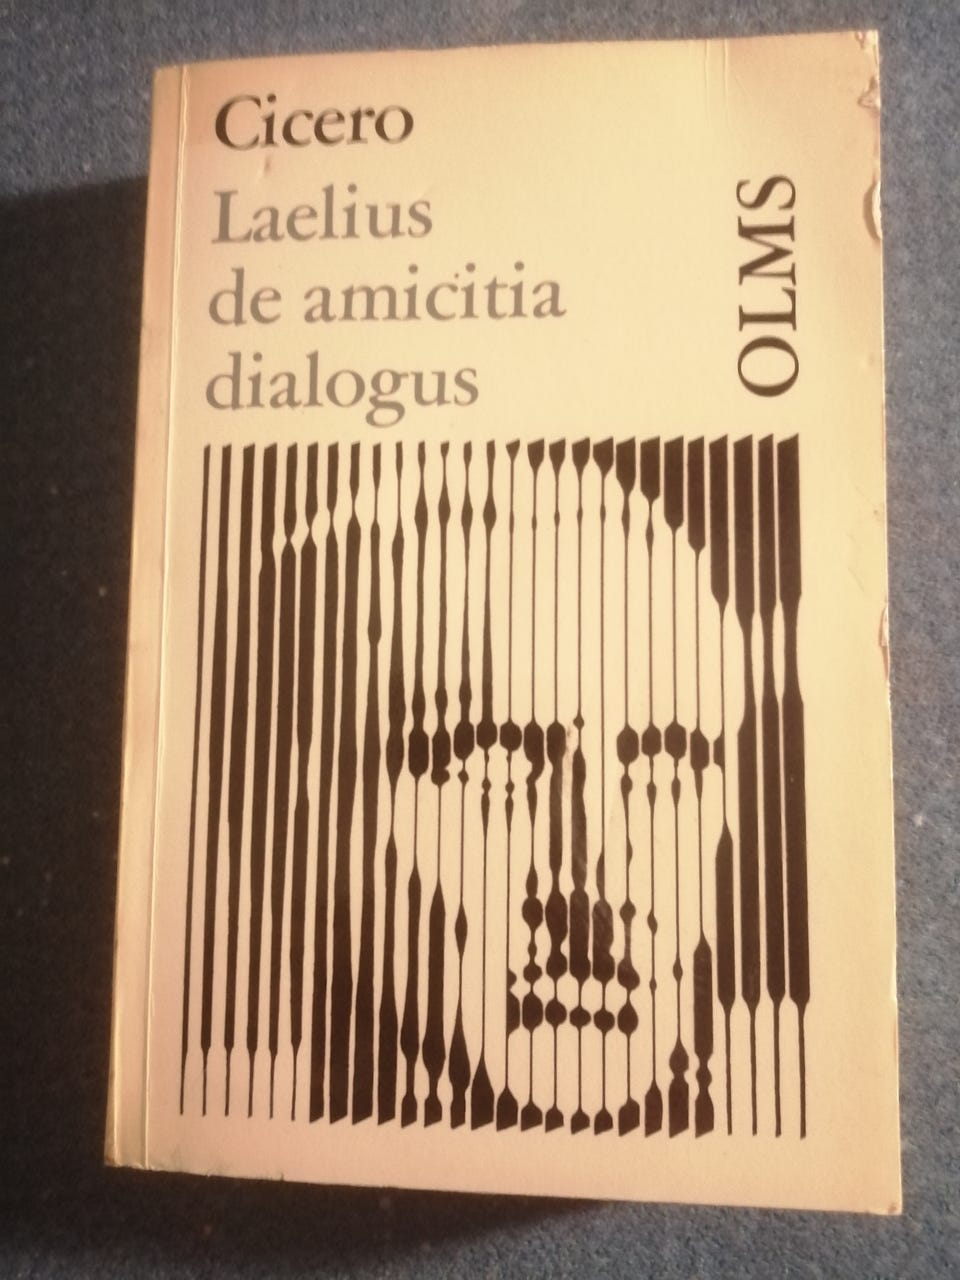 Cicero
Laelius
de amicitia
dialogus
OLMS